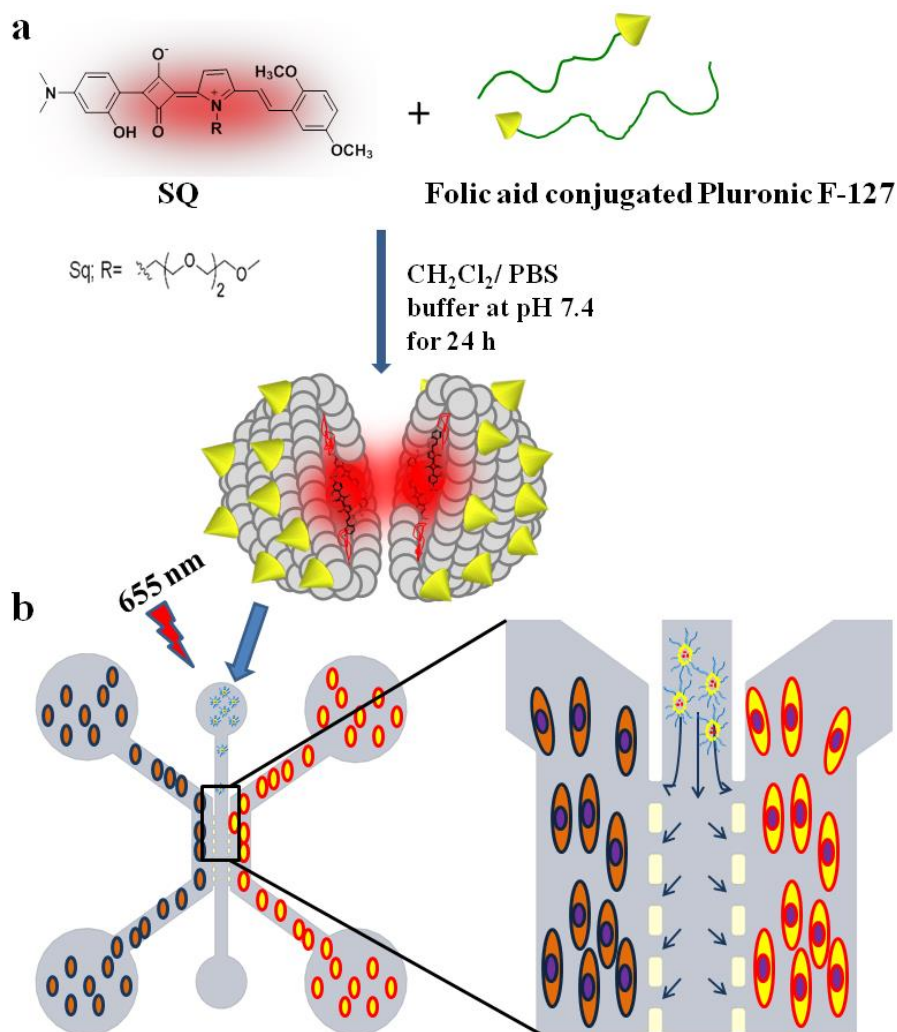 a
O-
N
OH
O
N+
R
H3CO
OCH3
+
SQ
Folic aid conjugated Pluronic F-127
Sq; R=
O
2
O
CH2Cl2/ PBS
buffer at pH 7.4
for 24 h
655 nm
b